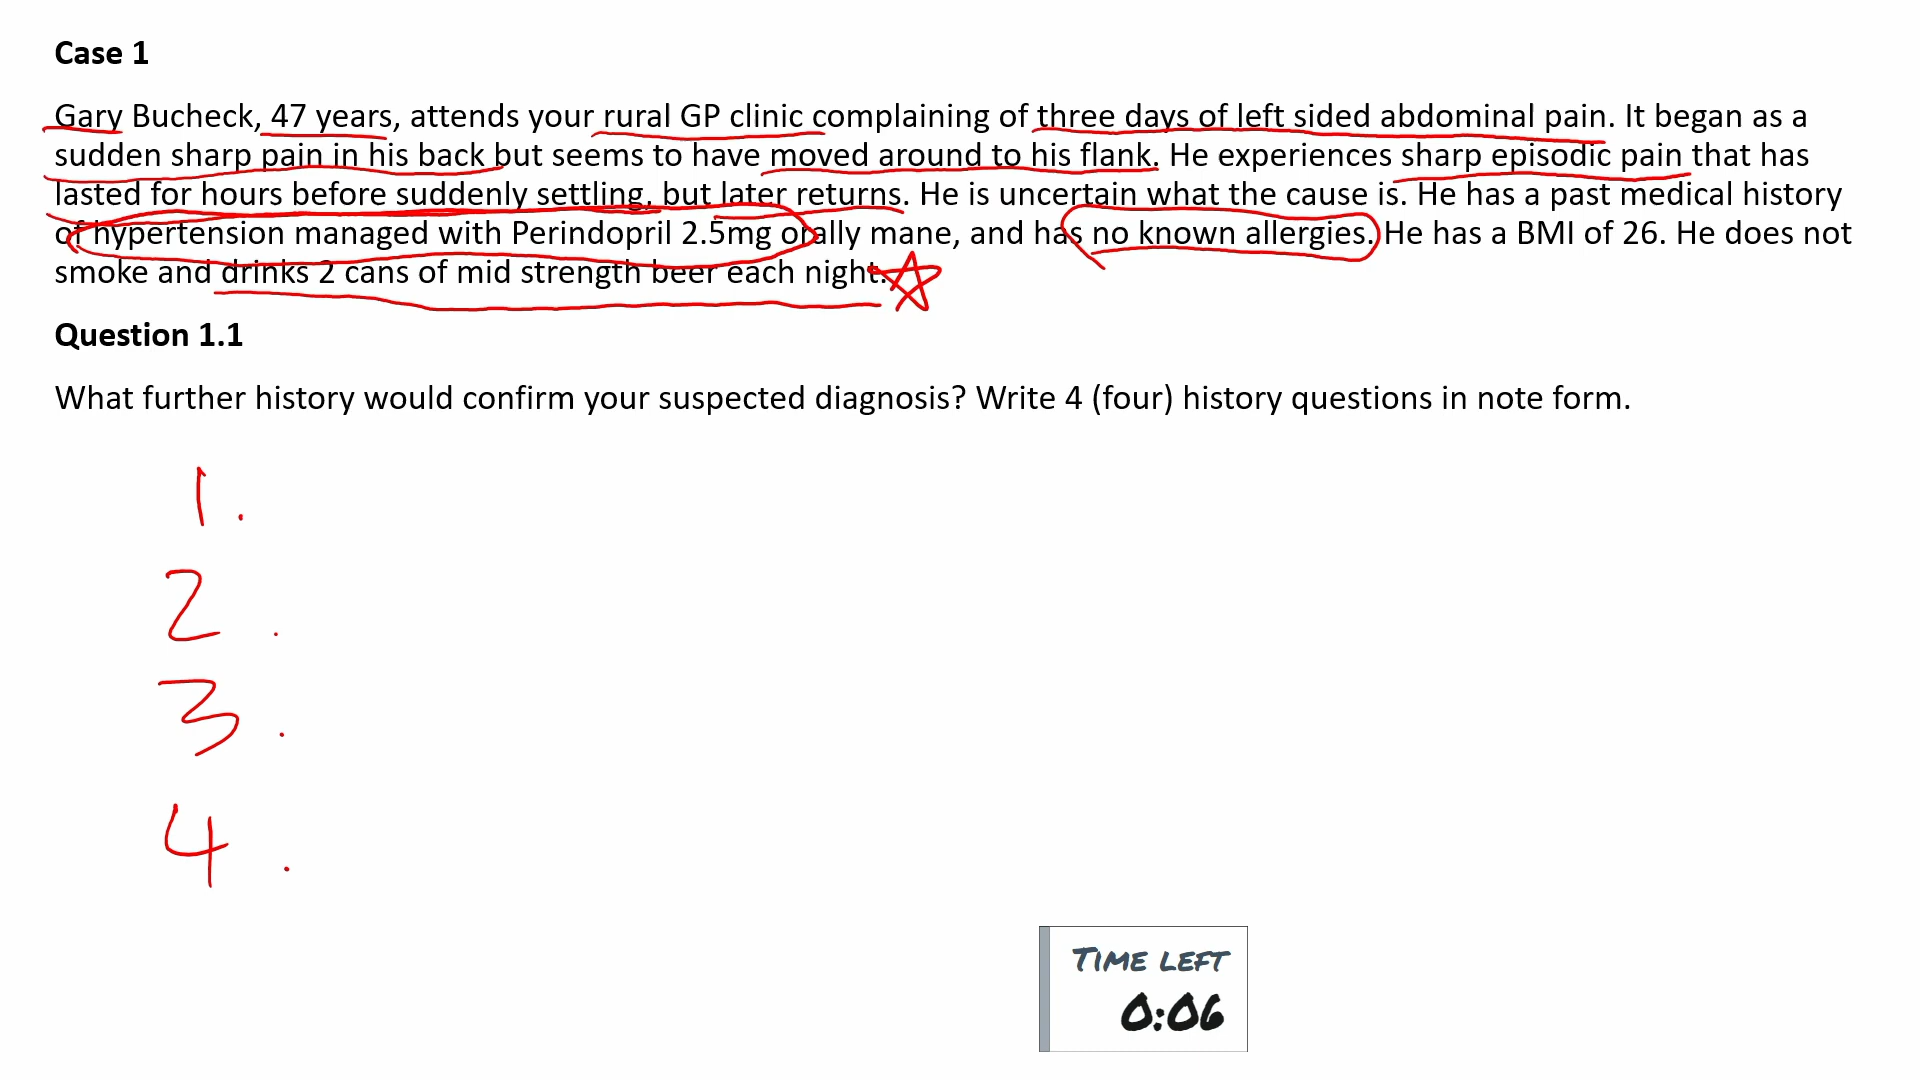 Case 1
Gary Bucheck, 47 years, attends your rural GP clinic complaining of three days of left sided abdominal pain. It began as a
sudden sharp pain in his back but seems to have moved around to his flank. He experiences sharp episodic pain that has
lasted for hours before suddenly settling, but later returns. He is uncertain what the cause is. He has a past medical history
of hypertension managed with Perindopril 2.5mg orally mane, and has no known allergies. He has a BMI of 26. He does not
smoke and drinks 2 cans of mid strength beer each night.
Question 1.1
What further history would confirm your suspected diagnosis? Write 4 (four) history questions in note form.
1.
2.
3.
4.
TIME LEFT
0:06